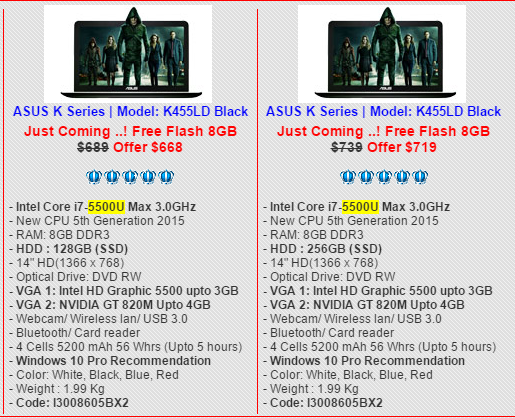 ASUS
ASUS K Series | Model: K455LD Black
Just Coming ..! Free Flash 8GB
$689 Offer $668
- Intel Core i7-5500U Max 3.0GHz
- New CPU 5th Generation 2015
- RAM: 8GB DDR3
- HDD : 128GB (SSD)
- 14" HD(1366 x 768)
- Optical Drive: DVD RW
- VGA 1: Intel HD Graphic 5500 upto 3GB
- VGA 2: NVIDIA GT 820M Upto 4GB
- Webcam/ Wireless lan/ USB 3.0
- Bluetooth/ Card reader
- 4 Cells 5200 mAh 56 Whrs (Upto 5 hours)
- Windows 10 Pro Recommendation
- Color: White, Black, Blue, Red
- Weight : 1.99 Kg
- Code: I3008605BX2
ASUS
ASUS K Series | Model: K455LD Black
Just Coming ..! Free Flash 8GB
$739 Offer $719
- Intel Core i7-5500U Max 3.0GHz
- New CPU 5th Generation 2015
- RAM: 8GB DDR3
- HDD : 256GB (SSD)
- 14" HD(1366 x 768)
- Optical Drive: DVD RW
- VGA 1: Intel HD Graphic 5500 upto 3GB
- VGA 2: NVIDIA GT 820M Upto 4GB
- Webcam/ Wireless lan/ USB 3.0
- Bluetooth/ Card reader
- 4 Cells 5200 mAh 56 Whrs (Upto 5 hours)
- Windows 10 Pro Recommendation
- Color: White, Black, Blue, Red
- Weight : 1.99 Kg
- Code: I3008605BX2